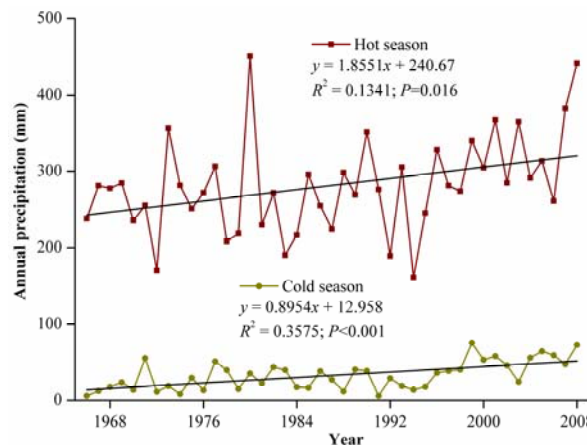 500
400
300
200
100
0
Annual precipitation (mm)
Hot season
y = 1.8551x + 240.67
R² = 0.1341; P=0.016
Cold season
y = 0.8954x + 12.958
R² = 0.3575; P<0.001
1968 1976 1984 1992 2000 2008
Year